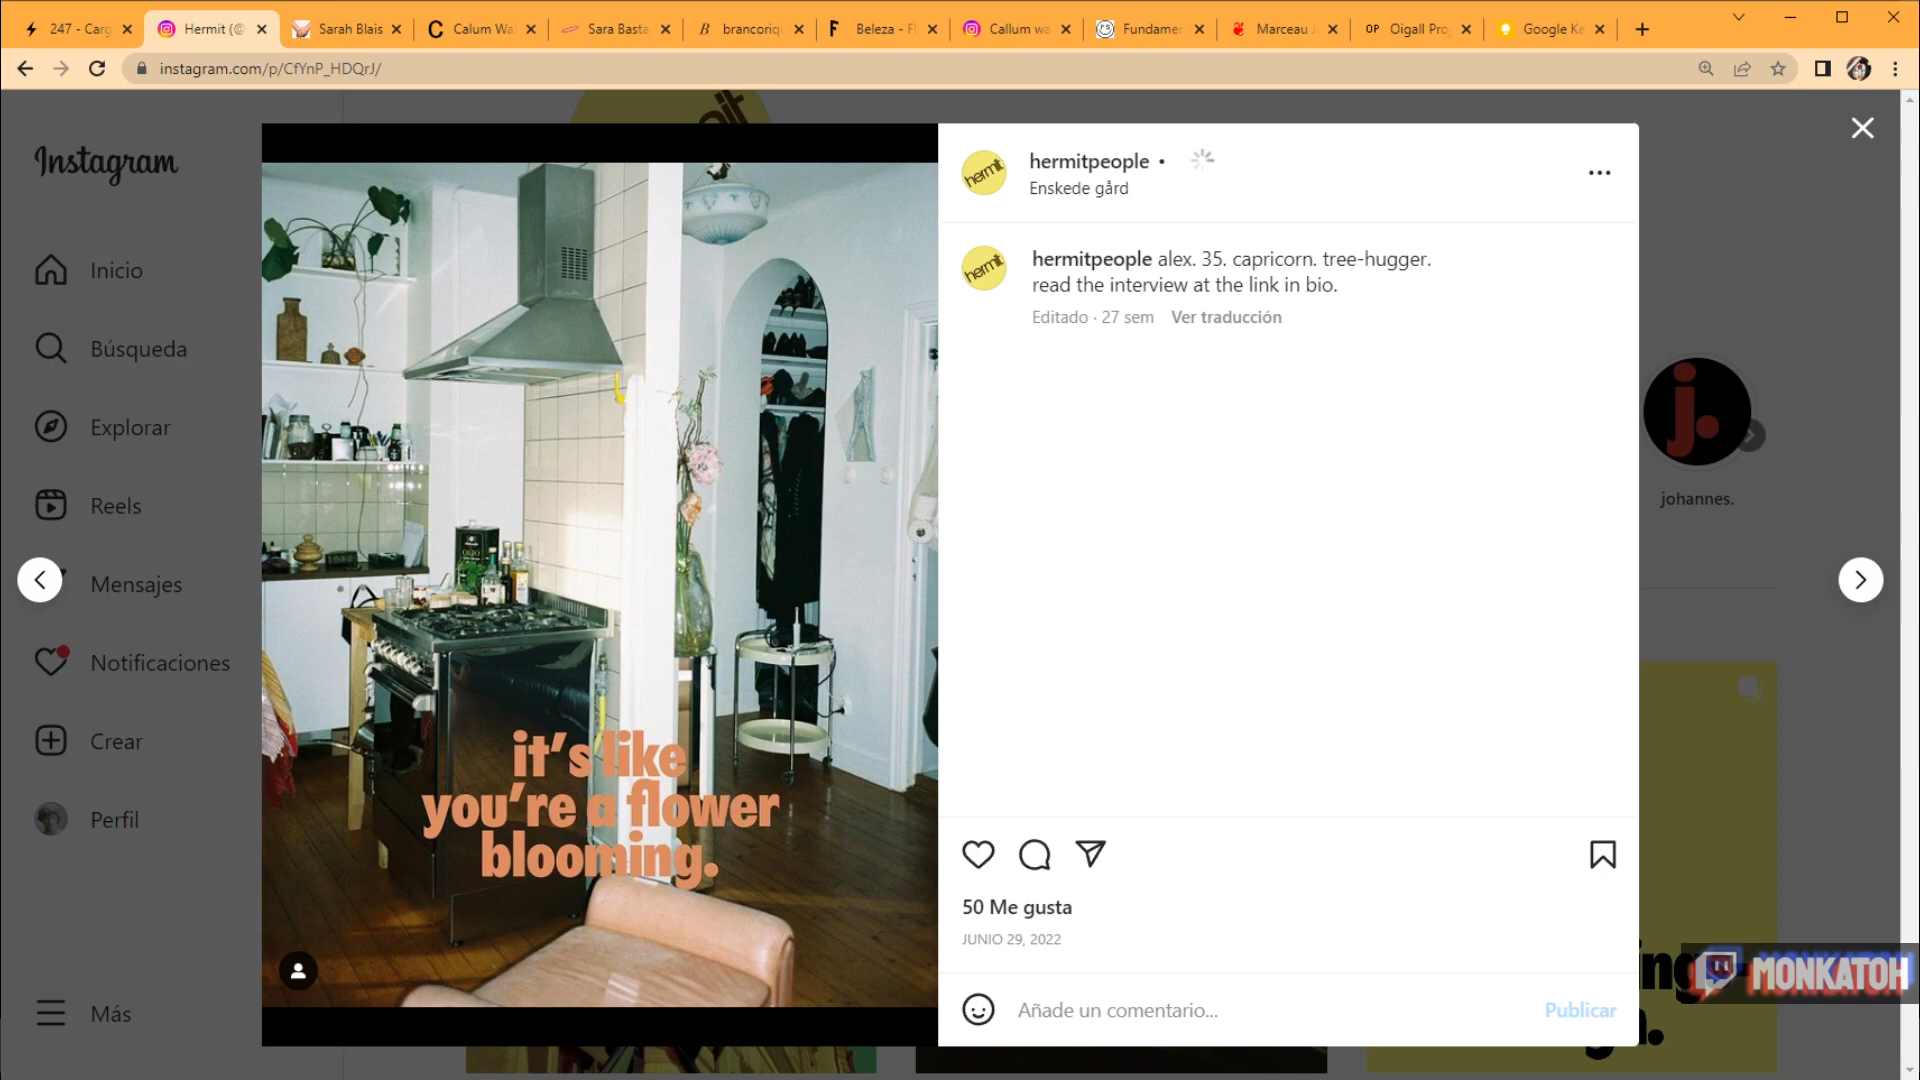 247 - Carg
Hermit (@
Sarah Blais
Calum Wa
Sara Basta
brancoriq
Beleza - F
Callum wa
Fundamer
Marceau J
OP Oigall Pro
Google Ke
instagram.com/p/CfYnP_HDQrJ/
Instagram
Inicio
Búsqueda
Explorar
Reels
Mensajes
Notificaciones
Crear
Perfil
Más
it's like
you're a flower
blooming.
hermit
hermitpeople •
Enskede gård
hermit
hermitpeople alex. 35. capricorn. tree-hugger.
read the interview at the link in bio.
Editado · 27 sem Ver traducción
50 Me gusta
JUNIO 29, 2022
Añade un comentario...
Publicar
j.
johannes.
MONKATOH